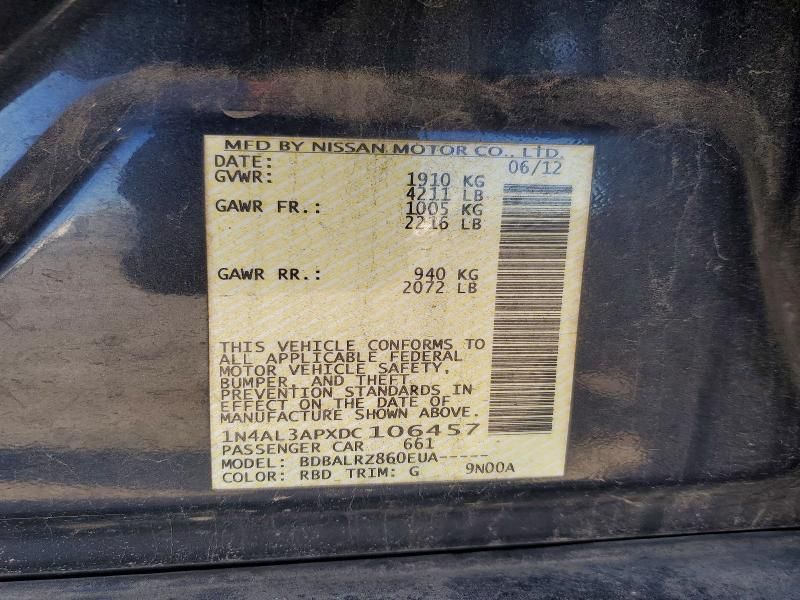 MFD BY NISSAN MOTOR CO., LTD.
DATE: 06/12
GVWR: 1910 KG
4211 LB
GAWR FR.: 1005 KG
2216 LB
GAWR RR.: 940 KG
2072 LB
THIS VEHICLE CONFORMS TO
ALL APPLICABLE FEDERAL
MOTOR VEHICLE SAFETY,
BUMPER, AND THEFT
PREVENTION STANDARDS IN
EFFECT ON THE DATE OF
MANUFACTURE SHOWN ABOVE.
1N4AL3APXDC 106457
PASSENGER CAR 661
MODEL: BDBALRZ860EUA-----
COLOR: RBD TRIM: G 9N00A